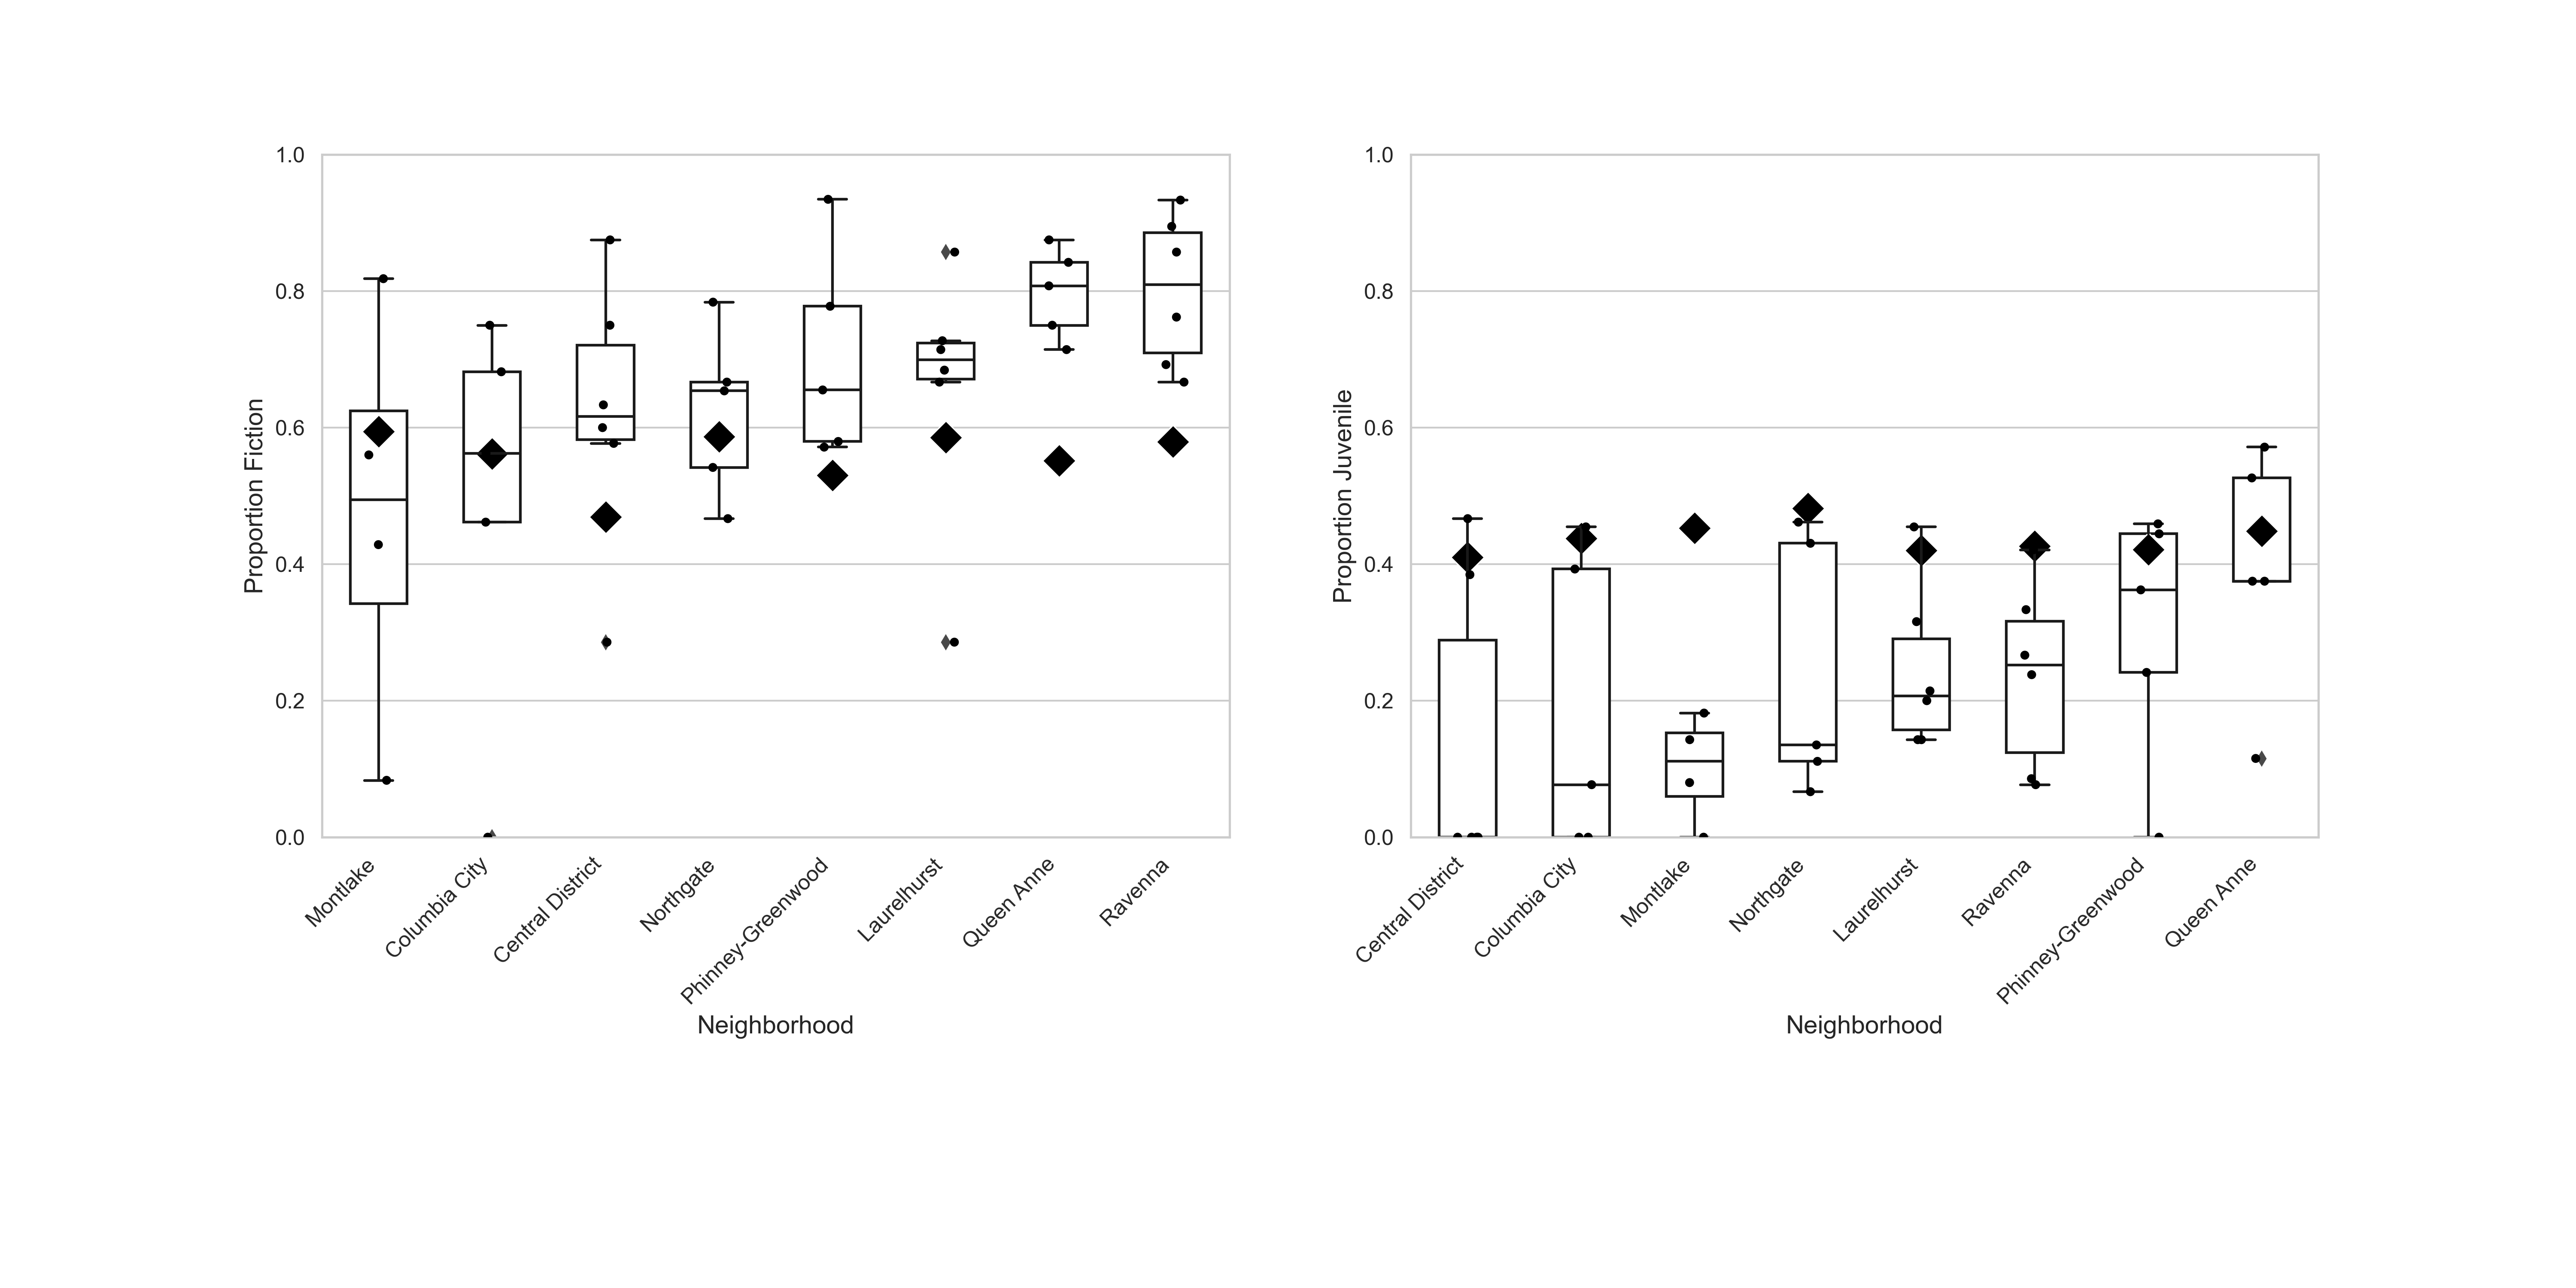 1.0
0.8
0.6
0.4
0.2
0.0
Proportion Fiction
Montlake
Columbia City
Central District
Northgate
Phinney-Greenwood
Laurelhurst
Queen Anne
Ravenna
Neighborhood
1.0
0.8
0.6
0.4
0.2
0.0
Proportion Juvenile
Central District
Columbia City
Montlake
Northgate
Laurelhurst
Ravenna
Phinney-Greenwood
Queen Anne
Neighborhood